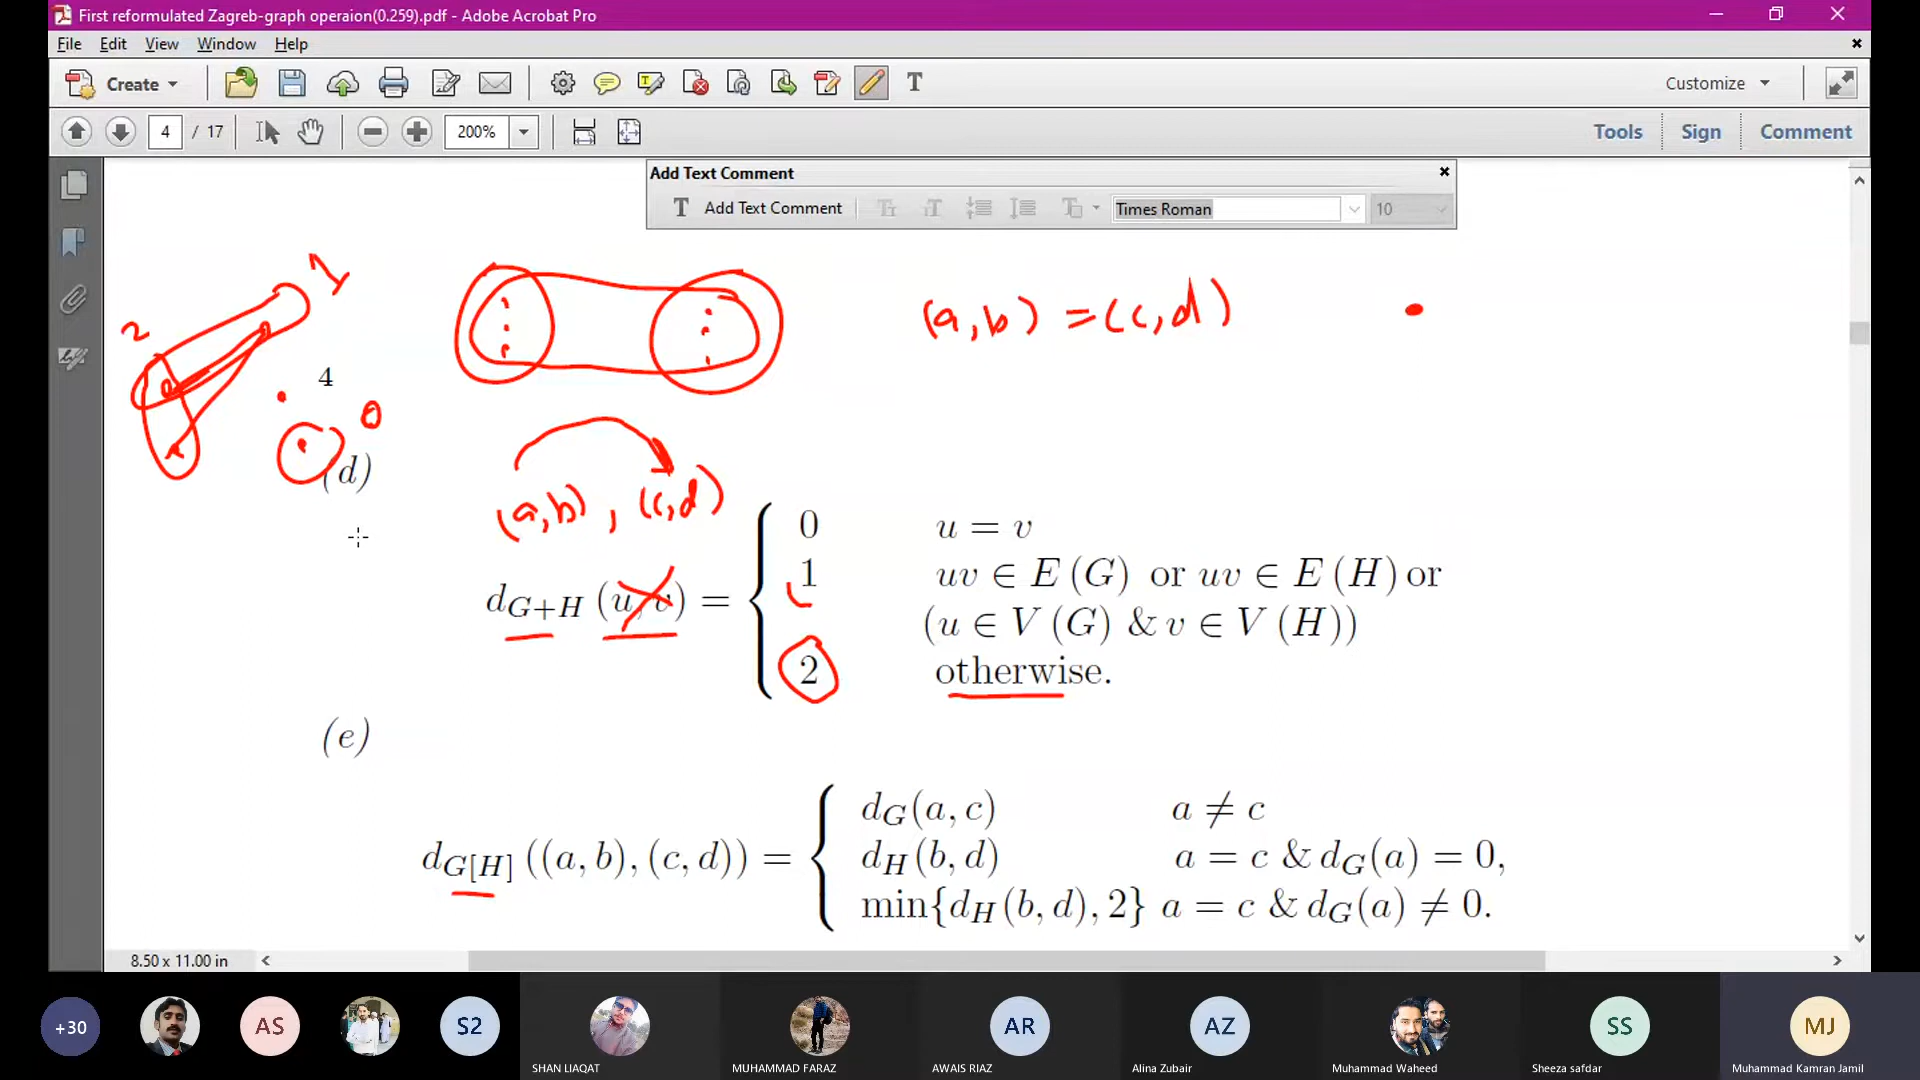 First reformulated Zagreb-graph operaion(0.259).pdf - Adobe Acrobat Pro
File Edit View Window Help
Create Customize
4 / 17 200% Tools Sign Comment
Add Text Comment
T Add Text Comment Times Roman 10
1
2
(a,b) = (c,d)
4
0
(d)
(a,b) , (c,d)
d_{G+H} (u, v) = { 0 u = v
1 uv ∈ E (G) or uv ∈ E (H) or
(u ∈ V (G) & v ∈ V (H))
2 otherwise.
(e)
d_{G[H]} ((a, b), (c, d)) = { d_G(a, c) a ≠ c
d_H(b, d) a = c & d_G(a) = 0,
min{d_H(b, d), 2} a = c & d_G(a) ≠ 0.
8.50 x 11.00 in
+30 AS S2 AR AZ SS MJ
SHAN LIAQAT MUHAMMAD FARAZ AWAIS RIAZ Alina Zubair Muhammad Waheed Sheeza safdar Muhammad Kamran Jamil